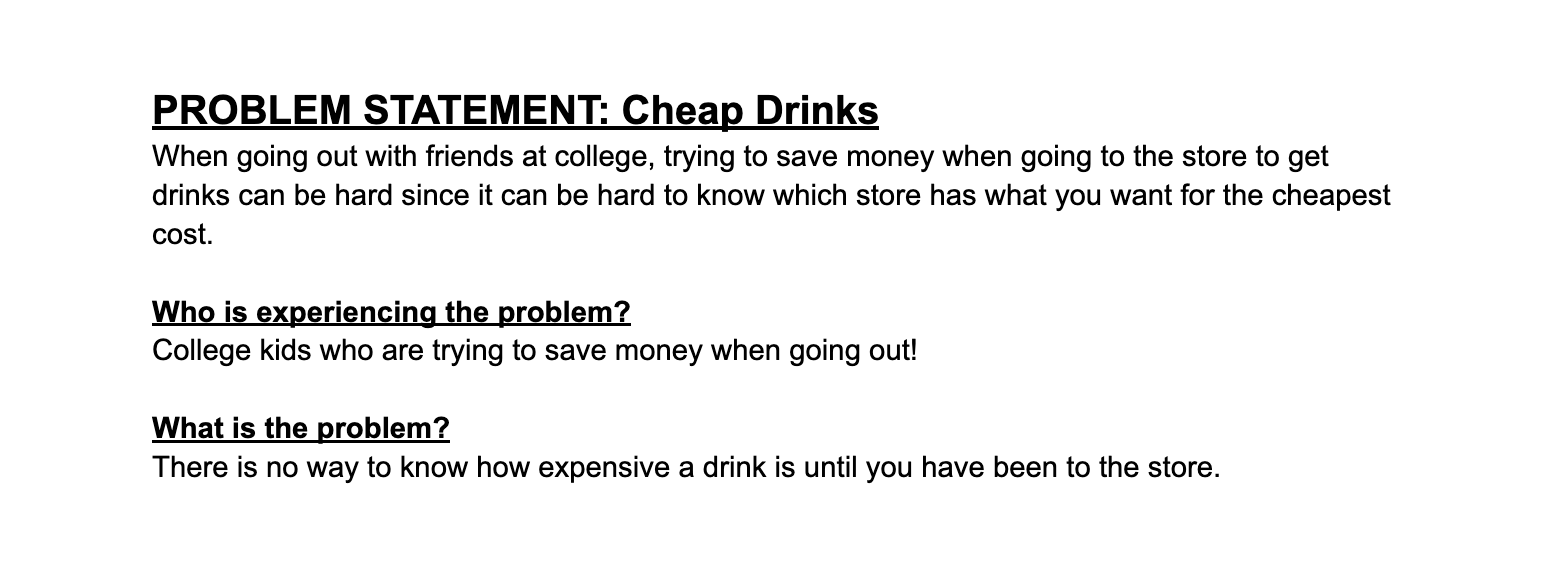 PROBLEM STATEMENT: Cheap Drinks
When going out with friends at college, trying to save money when going to the store to get
drinks can be hard since it can be hard to know which store has what you want for the cheapest
cost.
Who is experiencing the problem?
College kids who are trying to save money when going out!
What is the problem?
There is no way to know how expensive a drink is until you have been to the store.